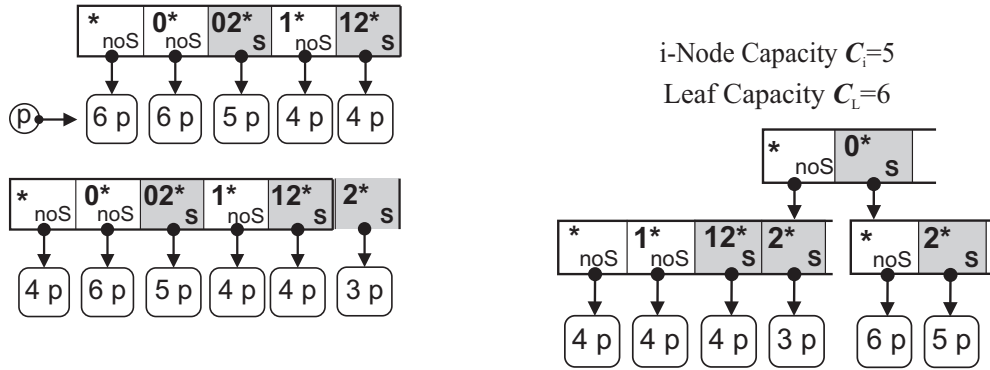 * noS 0* noS 02* S 1* noS 12* S
p 6 p 6 p 5 p 4 p 4 p
* noS 0* noS 02* S 1* noS 12* S 2* S
4 p 6 p 5 p 4 p 4 p 3 p
i-Node Capacity Cᵢ=5
Leaf Capacity C_L=6
* noS 0* S
* noS 1* noS 12* S 2* S * noS 2* S
4 p 4 p 4 p 3 p 6 p 5 p